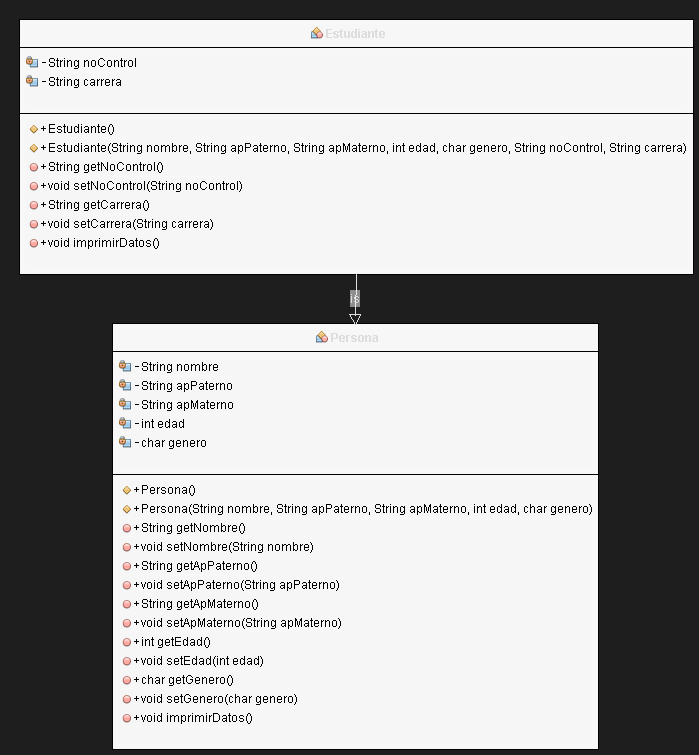 Estudiante
-String noControl
-String carrera
+Estudiante()
+Estudiante(String nombre, String apPaterno, String apMaterno, int edad, char genero, String noControl, String carrera)
+String getNoControl()
+void setNoControl(String noControl)
+String getCarrera()
+void setCarrera(String carrera)
+void imprimirDatos()
is
Persona
-String nombre
-String apPaterno
-String apMaterno
-int edad
-char genero
+Persona()
+Persona(String nombre, String apPaterno, String apMaterno, int edad, char genero)
+String getNombre()
+void setNombre(String nombre)
+String getApPaterno()
+void setApPaterno(String apPaterno)
+String getApMaterno()
+void setApMaterno(String apMaterno)
+int getEdad()
+void setEdad(int edad)
+char getGenero()
+void setGenero(char genero)
+void imprimirDatos()